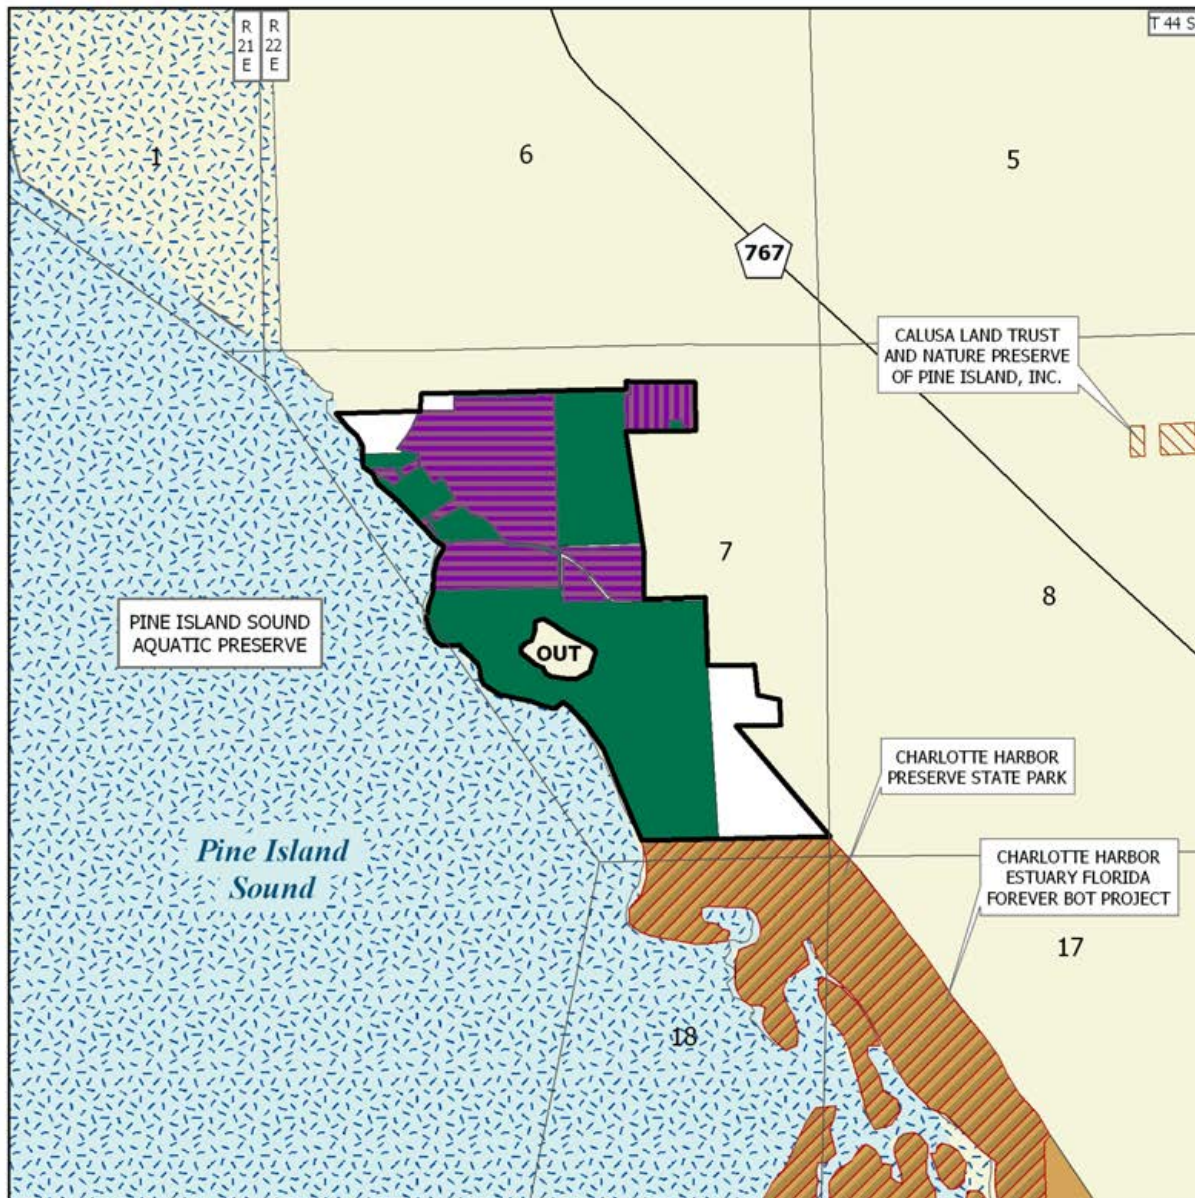 R
21
E
R
22
E
T 44 S
1
6
5
767
CALUSA LAND TRUST
AND NATURE PRESERVE
OF PINE ISLAND, INC.
7
8
PINE ISLAND SOUND
AQUATIC PRESERVE
OUT
CHARLOTTE HARBOR
PRESERVE STATE PARK
Pine Island
Sound
CHARLOTTE HARBOR
ESTUARY FLORIDA
FOREVER BOT PROJECT
17
18